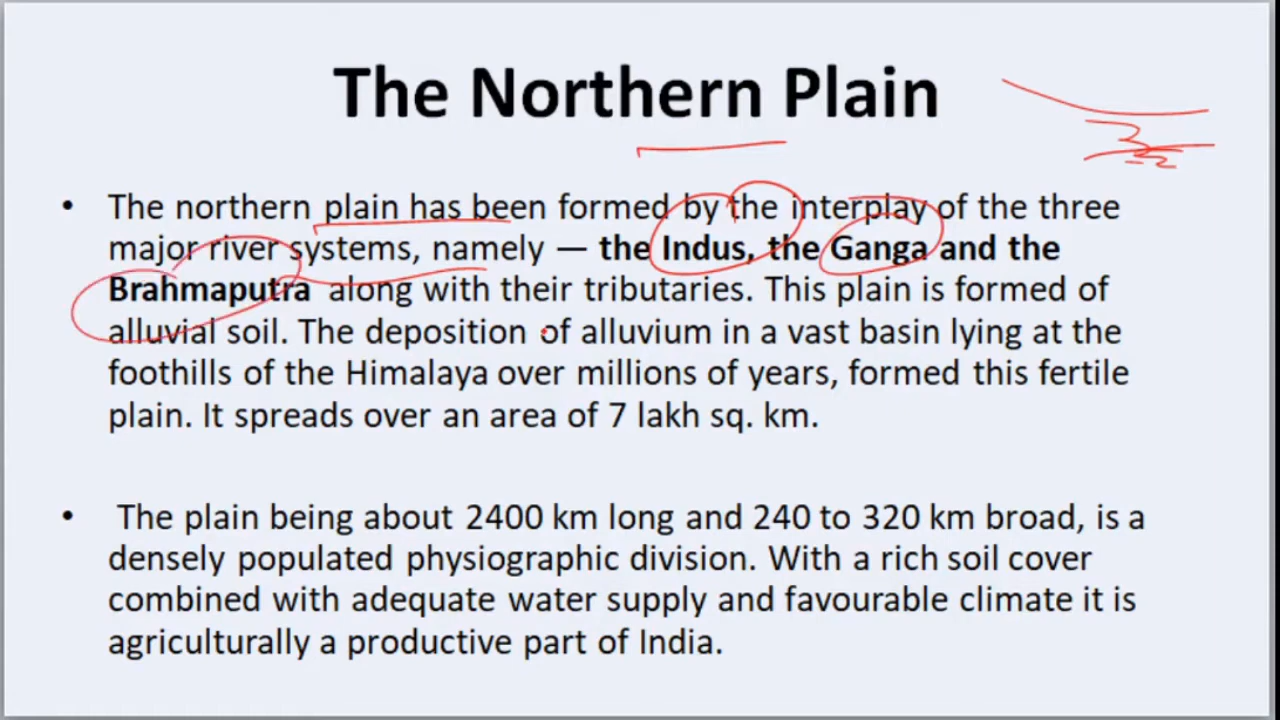 The Northern Plain
• The northern plain has been formed by the interplay of the three
major river systems, namely — the Indus, the Ganga and the
Brahmaputra along with their tributaries. This plain is formed of
alluvial soil. The deposition of alluvium in a vast basin lying at the
foothills of the Himalaya over millions of years, formed this fertile
plain. It spreads over an area of 7 lakh sq. km.
• The plain being about 2400 km long and 240 to 320 km broad, is a
densely populated physiographic division. With a rich soil cover
combined with adequate water supply and favourable climate it is
agriculturally a productive part of India.